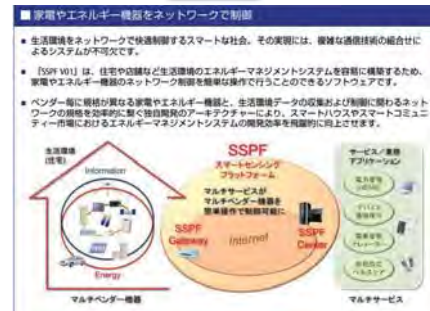 ■家電やエネルギー機器をネットワークで制御
■ 生活環境をネットワークで快適制御するスマートな社会。その実現には、複雑な通信技術の組合せに
よるシステムが不可欠です。
■ 「SSPF V01」は、住宅や店舗など生活環境のエネルギーマネジメントシステムを容易に構築するため、
家電やエネルギー機器のネットワーク制御を簡単な操作で行うことのできるソフトウェアです。
■ ベンダー毎に規格が異なる家電やエネルギー機器と、生活環境データの収集および制御に関わるネット
ワークの規格を効率的に繋ぐ独自開発のアーキテクチャーにより、スマートハウスやスマートコミュニ
ティー市場におけるエネルギーマネジメントシステムの開発効率を飛躍的に向上させます。
生活環境
(住宅)
Information
Energy
マルチベンダー機器
SSPF
スマートセンシング
プラットフォーム
マルチサービスが
マルチベンダー機器を
簡単操作で制御可能に
SSPF
Gateway
Internet
SSPF
Center
サービス/業務
アプリケーション
マルチサービス